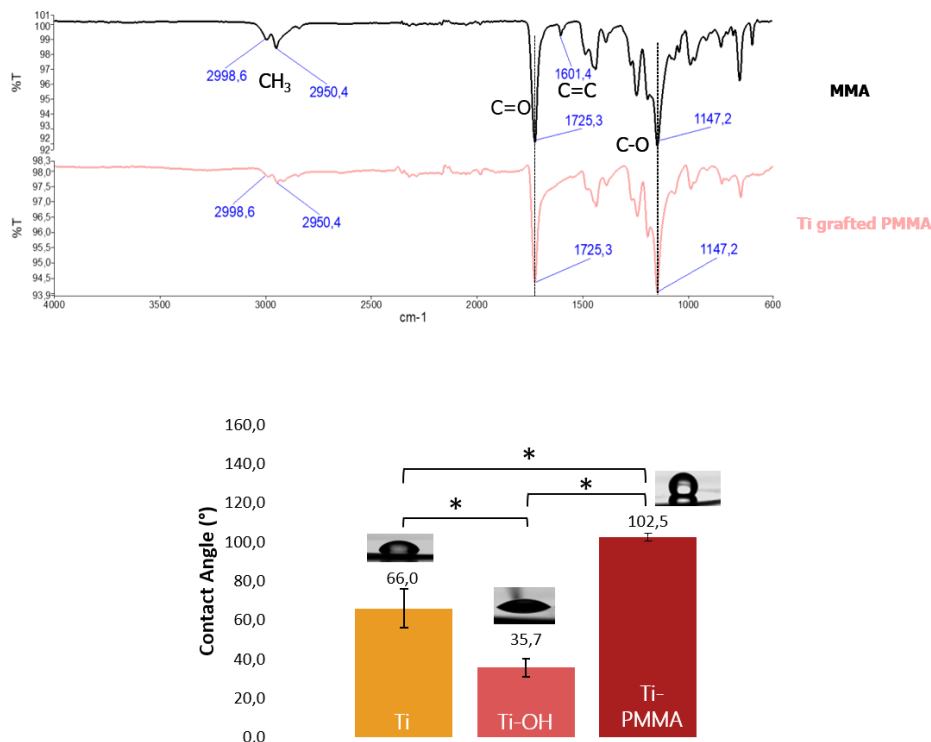 101
100
99
98
97
96
95
94
93
92
%T
2998,6
CH₃
2950,4
C=O
1601,4
C=C
1725,3
C-O
1147,2
MMA
98,3
98,0
97,5
97,0
96,5
96,0
95,5
95,0
94,5
93,9
%T
2998,6
2950,4
1725,3
1147,2
Ti grafted PMMA
4000 3500 3000 2500 2000 1500 1000 600
cm-1
160,0
140,0
120,0
100,0
80,0
60,0
40,0
20,0
0,0
Contact Angle (°)
*
* *
102,5
66,0
35,7
Ti
Ti-OH
Ti-
PMMA